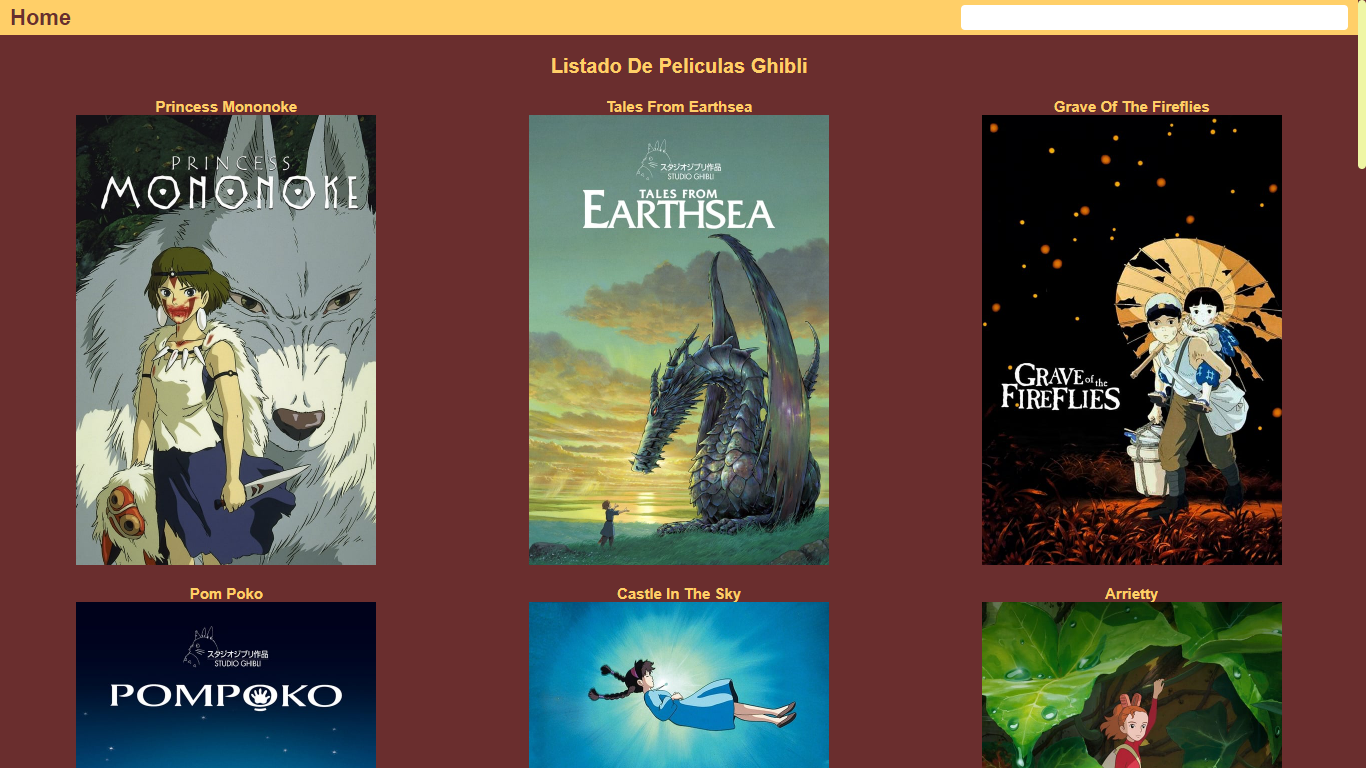 Home
Listado De Peliculas Ghibli
Princess Mononoke
Tales From Earthsea
Grave Of The Fireflies
PRINCESS
MONONOKE
スタジオジブリ作品
STUDIO GHIBLI
TALES FROM
EARTHSEA
GRAVE of the
FIREFLIES
Pom Poko
Castle In The Sky
Arrietty
スタジオジブリ作品
STUDIO GHIBLI
POMPOKO